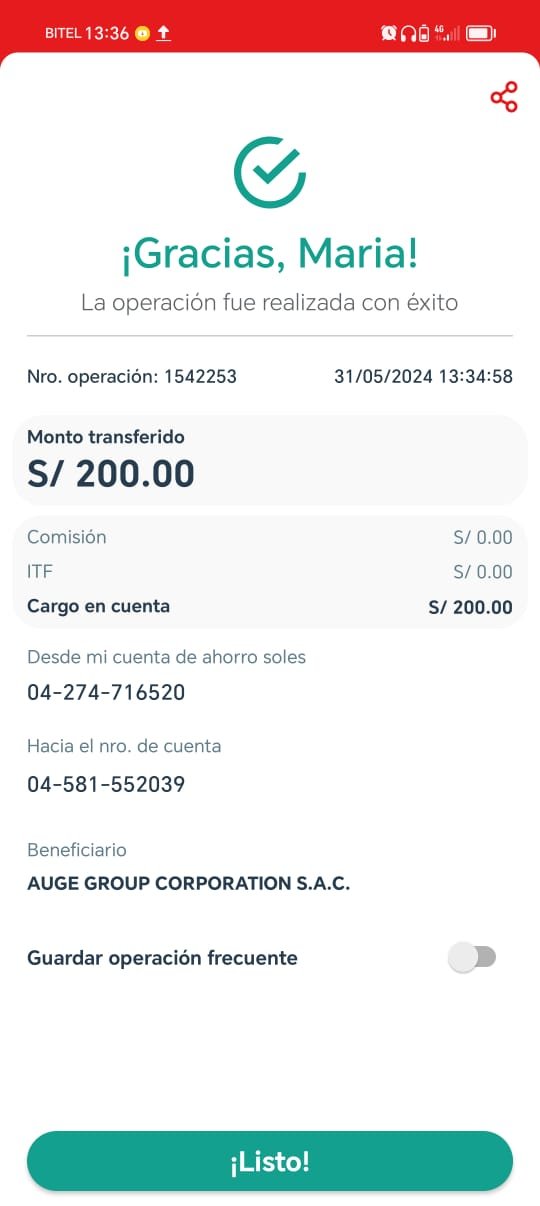 BITEL 13:36
4G
¡Gracias, Maria!
La operación fue realizada con éxito
Nro. operación: 1542253 31/05/2024 13:34:58
Monto transferido
S/ 200.00
Comisión S/ 0.00
ITF S/ 0.00
Cargo en cuenta S/ 200.00
Desde mi cuenta de ahorro soles
04-274-716520
Hacia el nro. de cuenta
04-581-552039
Beneficiario
AUGE GROUP CORPORATION S.A.C.
Guardar operación frecuente
¡Listo!